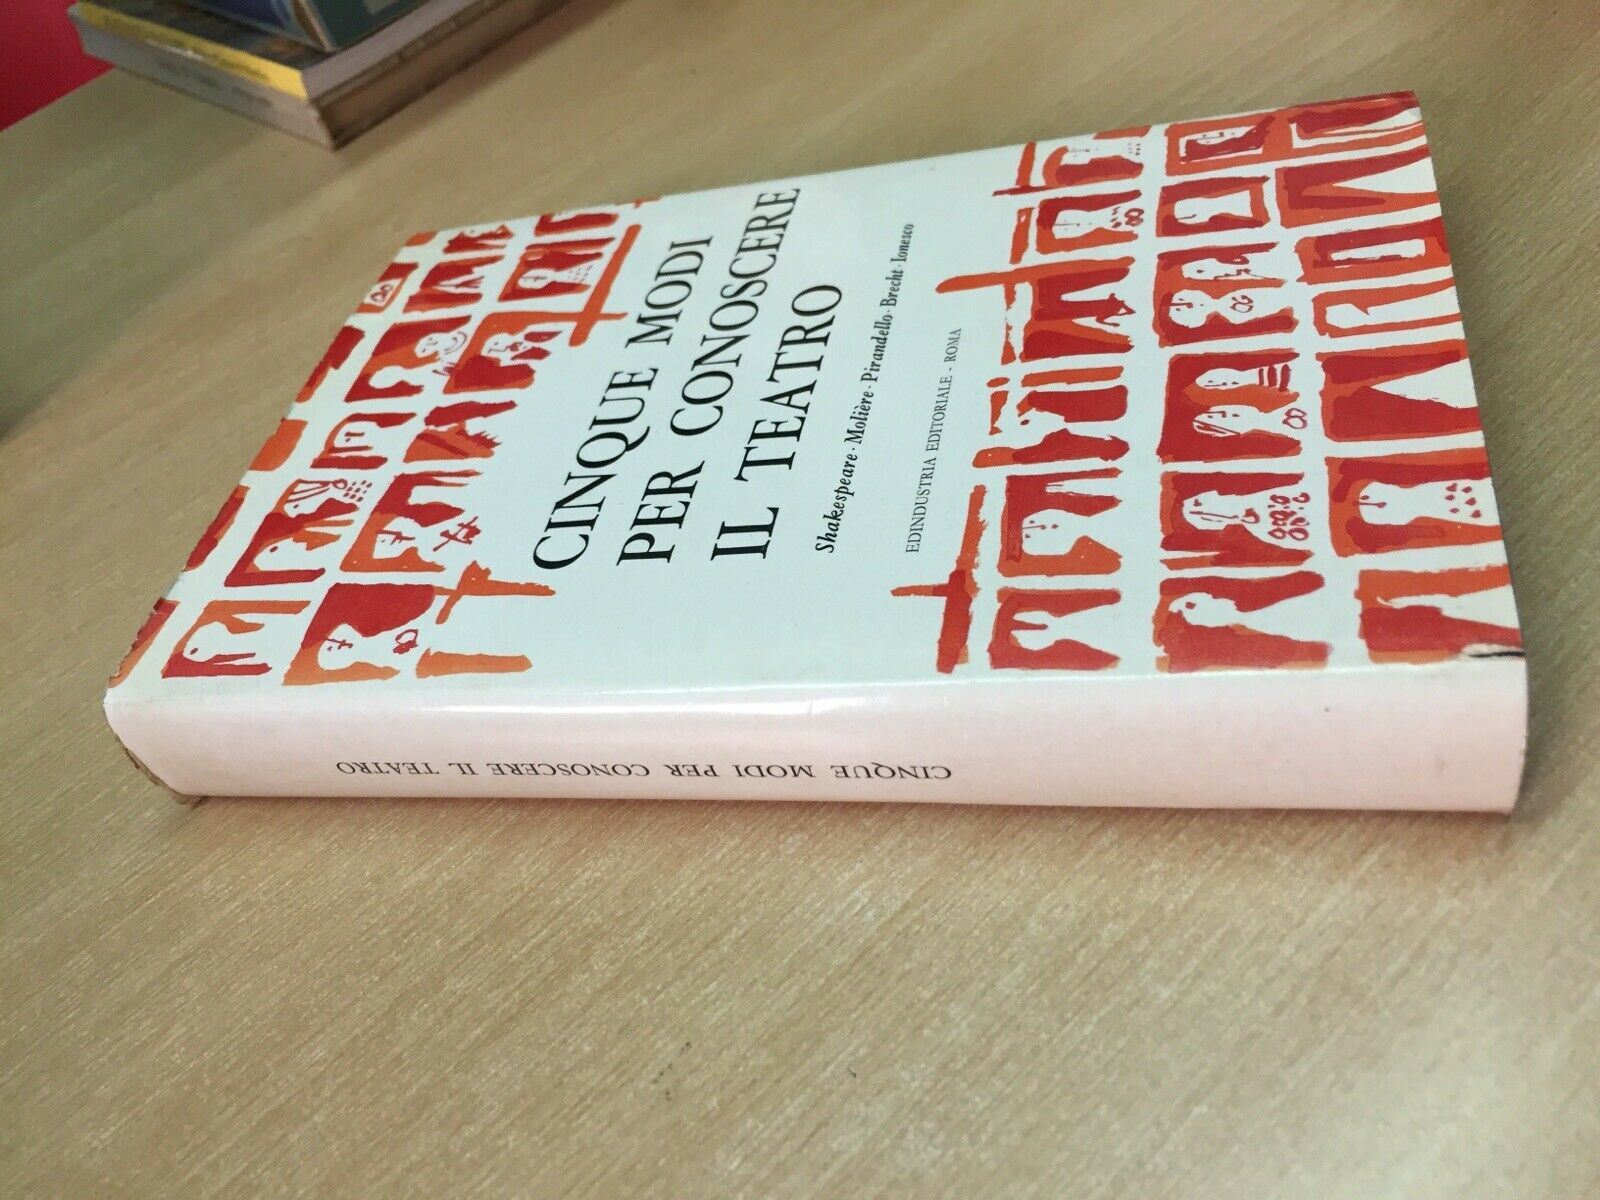 CINQUE MODI
PER CONOSCERE
IL TEATRO
Shakespeare · Molière · Pirandello · Brecht · Ionesco
EDINDUSTRIA EDITORIALE - ROMA
CINQUE MODI PER CONOSCERE IL TEATRO